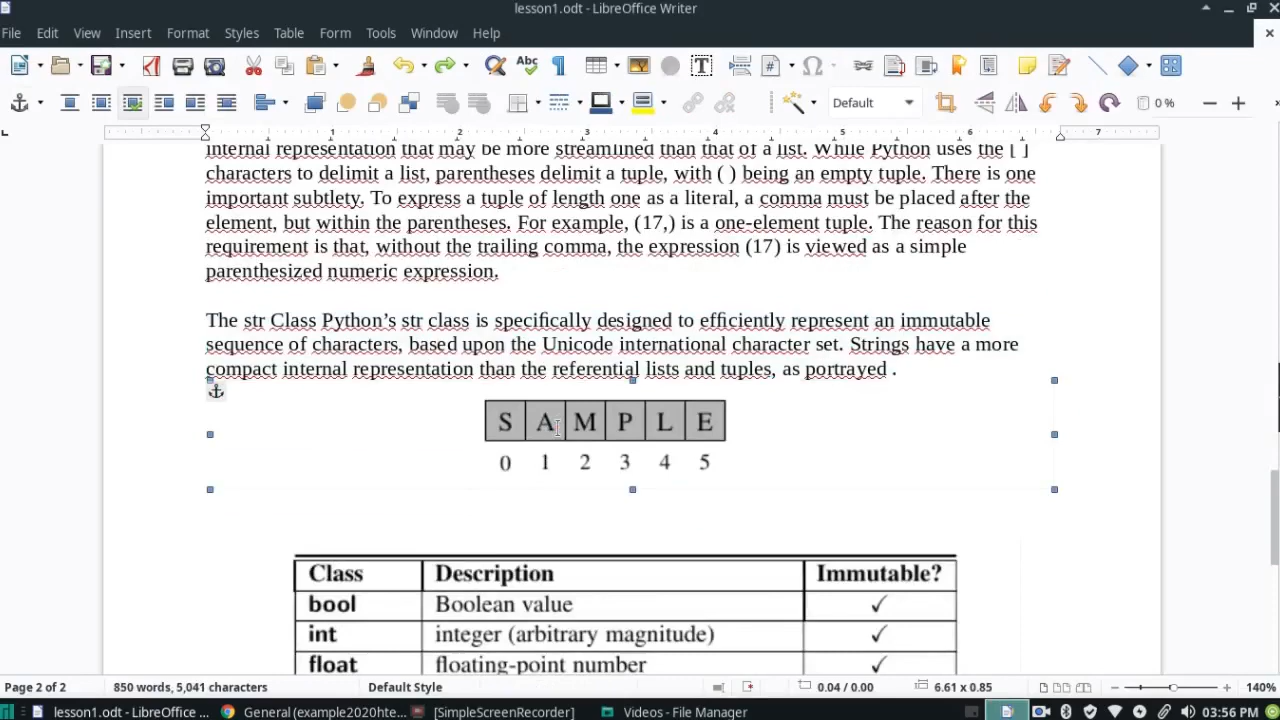 lesson1.odt - LibreOffice Writer
File Edit View Insert Format Styles Table Form Tools Window Help
Default
0 %
1 2 3 4 5 6 7
internal representation that may be more streamlined than that of a list. While Python uses the [ ]
characters to delimit a list, parentheses delimit a tuple, with ( ) being an empty tuple. There is one
important subtlety. To express a tuple of length one as a literal, a comma must be placed after the
element, but within the parentheses. For example, (17,) is a one-element tuple. The reason for this
requirement is that, without the trailing comma, the expression (17) is viewed as a simple
parenthesized numeric expression.
The str Class Python’s str class is specifically designed to efficiently represent an immutable
sequence of characters, based upon the Unicode international character set. Strings have a more
compact internal representation than the referential lists and tuples, as portrayed .
S A M P L E
0 1 2 3 4 5
Class Description Immutable?
bool Boolean value ✓
int integer (arbitrary magnitude) ✓
float floating-point number ✓
Page 2 of 2 850 words, 5,041 characters Default Style 0.04 / 0.00 6.61 x 0.85 140%
lesson1.odt - LibreOffice Writer ... General (example2020hte... [SimpleScreenRecorder] Videos - File Manager 03:56 PM